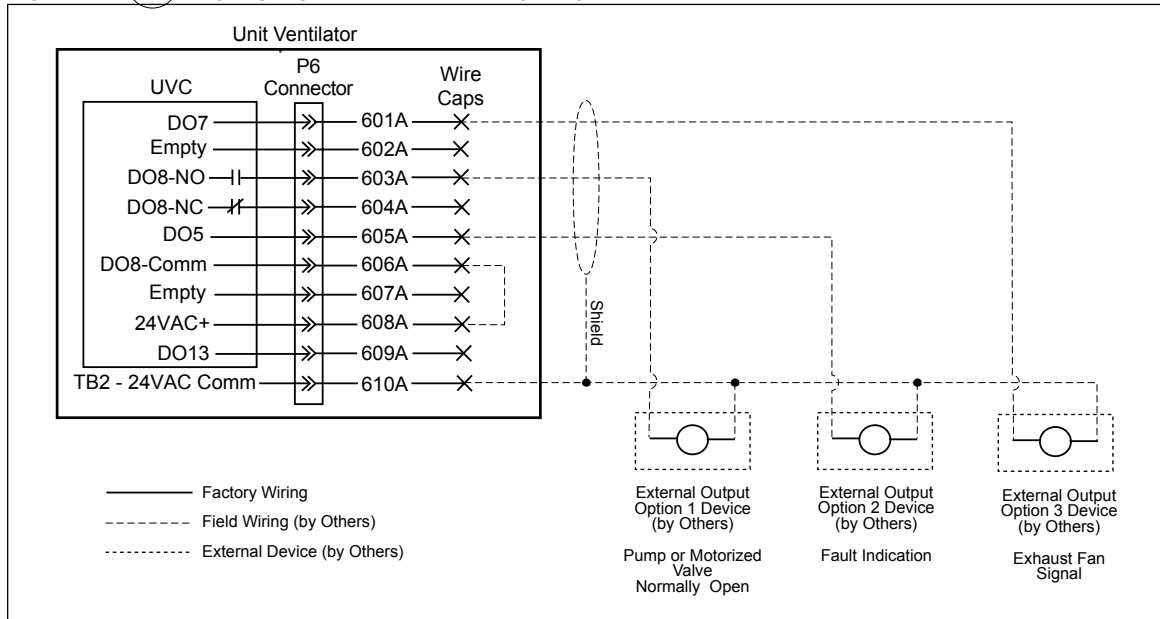 Unit Ventilator
P6
Connector
Wire
Caps
UVC
DO7
601A
Empty
602A
DO8-NO
603A
DO8-NC
604A
DO5
605A
DO8-Comm
606A
Empty
607A
24VAC+
608A
DO13
609A
TB2 - 24VAC Comm
610A
Shield
Factory Wiring
Field Wiring (by Others)
External Device (by Others)
External Output
Option 1 Device
(by Others)
Pump or Motorized
Valve
Normally Open
External Output
Option 2 Device
(by Others)
Fault Indication
External Output
Option 3 Device
(by Others)
Exhaust Fan
Signal